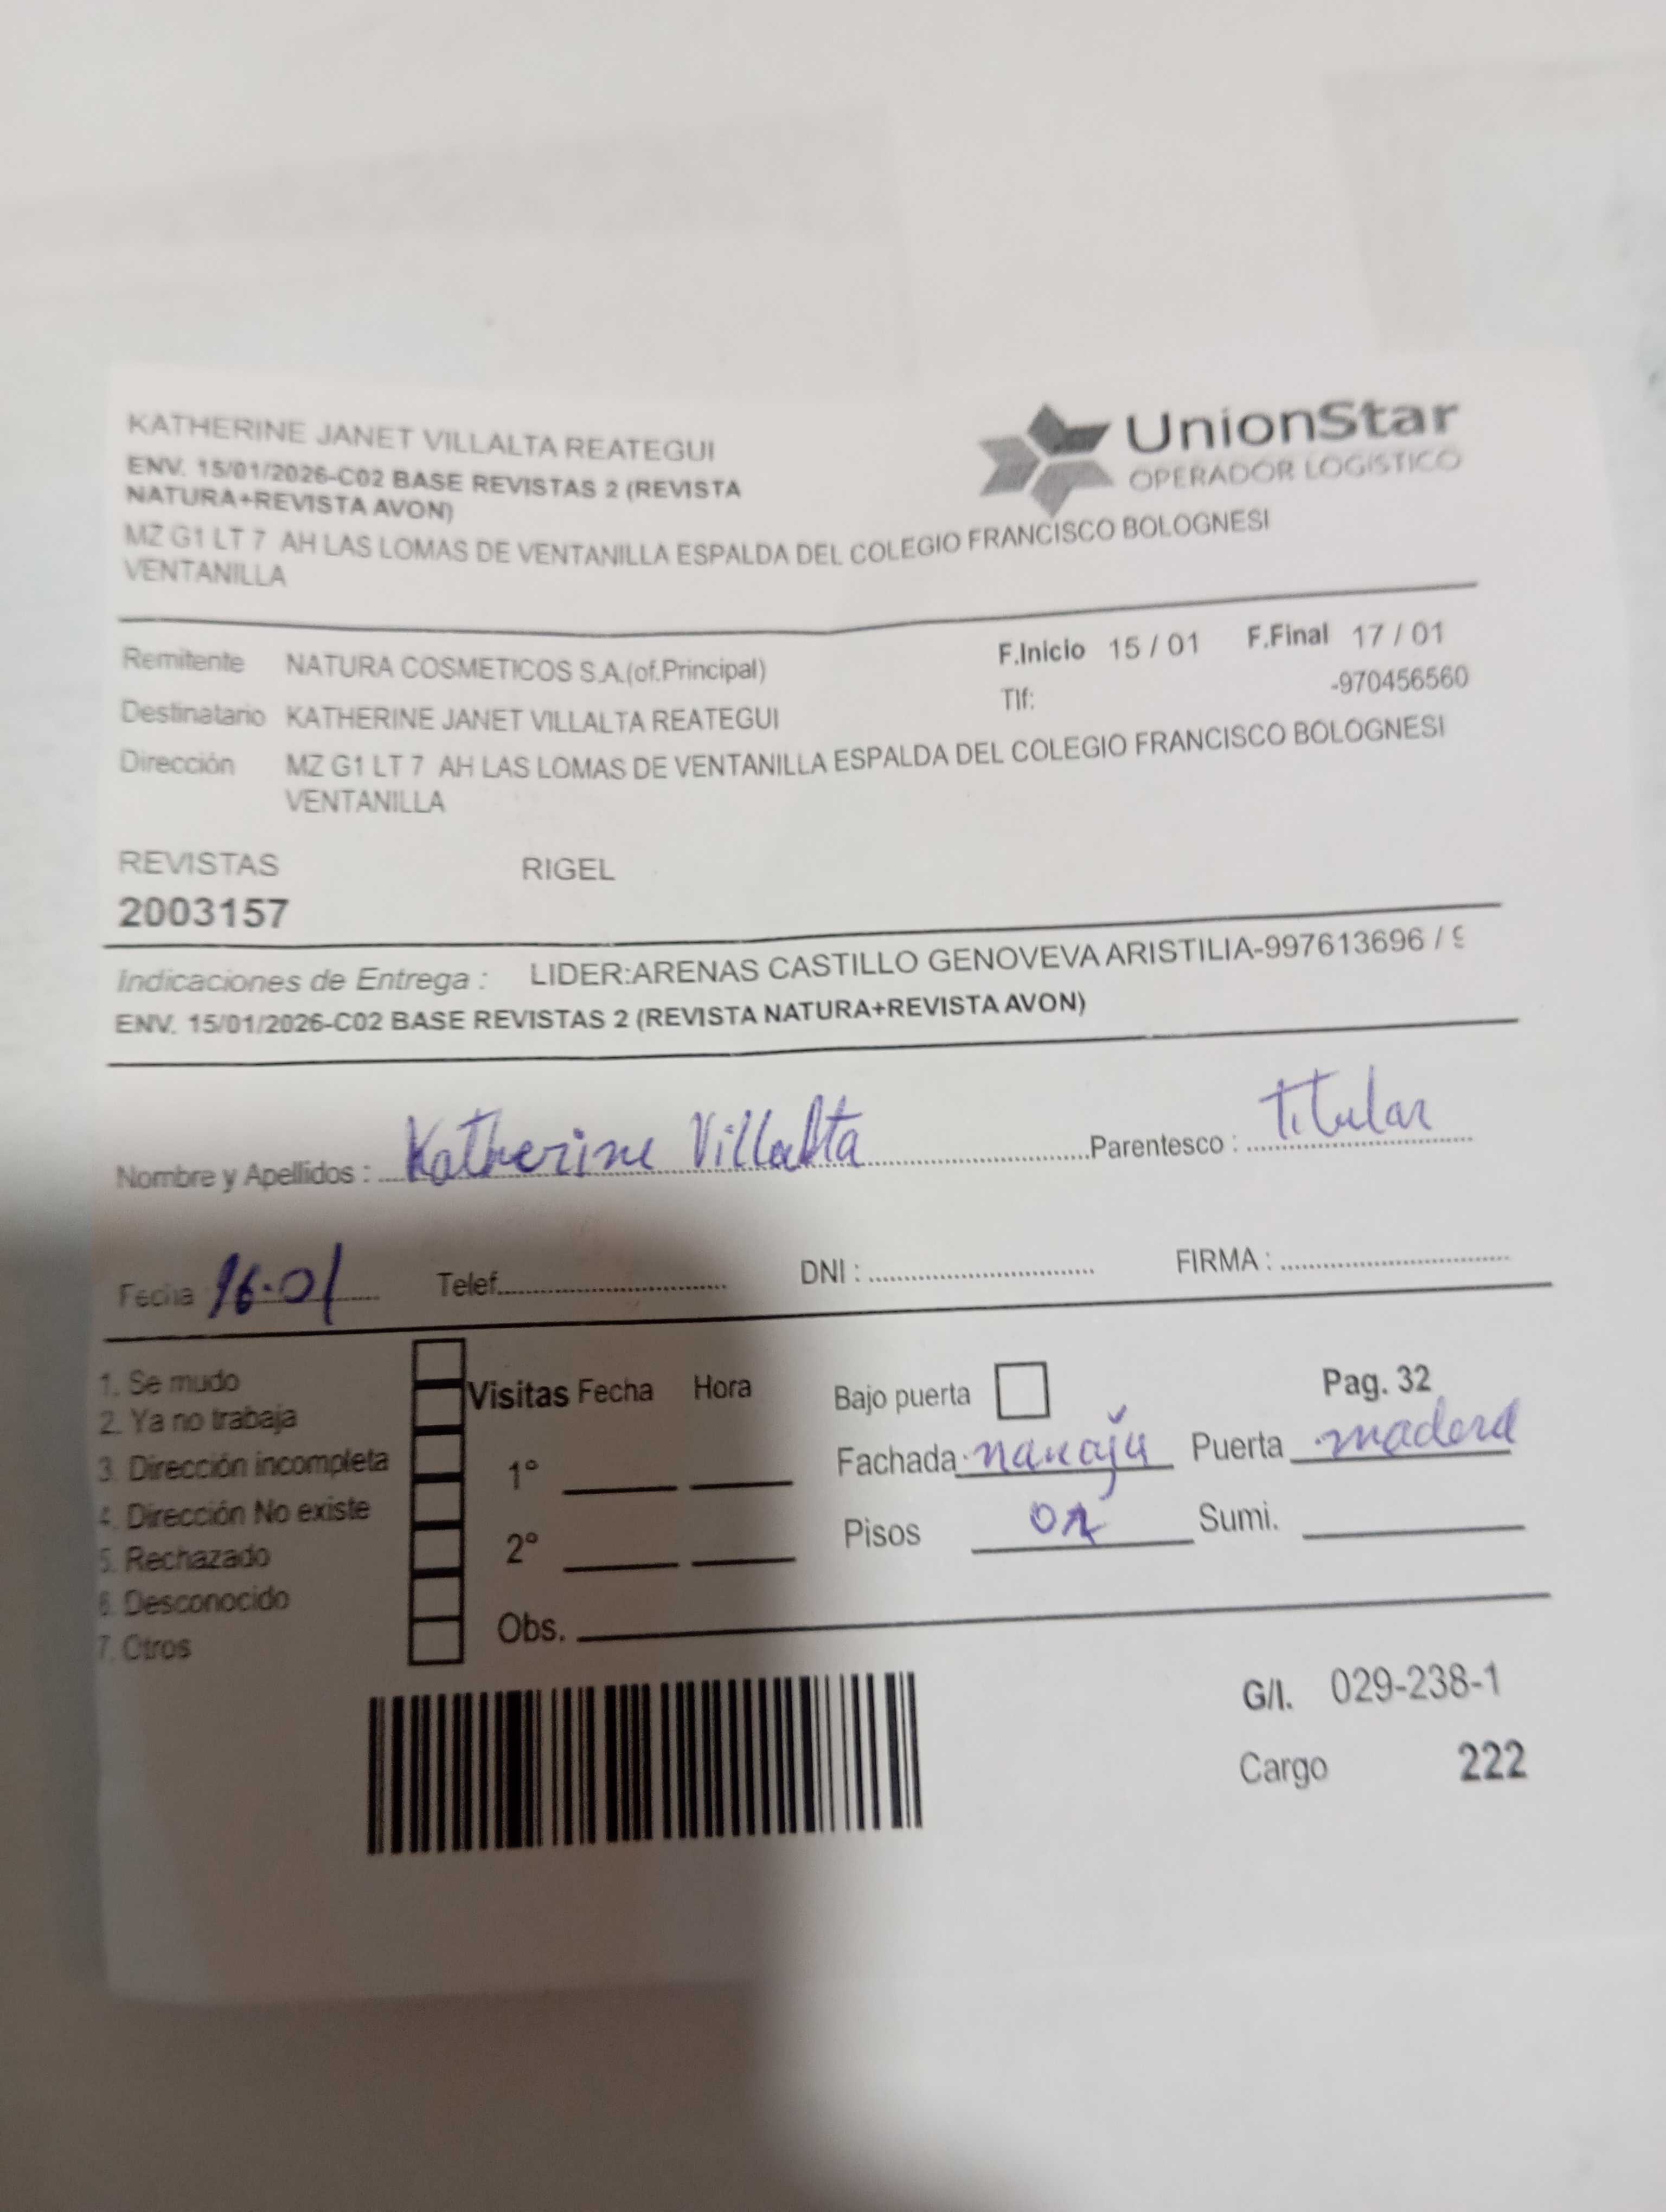 KATHERINE JANET VILLALTA REATEGUI
UnionStar
OPERADOR LOGISTICO
ENV. 15/01/2026-C02 BASE REVISTAS 2 (REVISTA
NATURA+REVISTA AVON)
MZ G1 LT 7 AH LAS LOMAS DE VENTANILLA ESPALDA DEL COLEGIO FRANCISCO BOLOGNESI
VENTANILLA
Remitente NATURA COSMETICOS S.A.(of.Principal) F.Inicio 15 / 01 F.Final 17 / 01
Destinatario KATHERINE JANET VILLALTA REATEGUI Tlf: -970456560
Dirección MZ G1 LT 7 AH LAS LOMAS DE VENTANILLA ESPALDA DEL COLEGIO FRANCISCO BOLOGNESI
VENTANILLA
REVISTAS RIGEL
2003157
Indicaciones de Entrega : LIDER:ARENAS CASTILLO GENOVEVA ARISTILIA-997613696 /
ENV. 15/01/2026-C02 BASE REVISTAS 2 (REVISTA NATURA+REVISTA AVON)
Nombre y Apellidos : Katherine Villalta Parentesco : Titular
Fecha 16-01 Telef. DNI : FIRMA :
1. Se mudo
2. Ya no trabaja
3. Dirección incompleta
4. Dirección No existe
5. Rechazado
6. Desconocido
7. Otros
Visitas Fecha Hora
1°
2°
Obs.
Bajo puerta Pag. 32
Fachada Puerta madera
Pisos Sumi.
G/I. 029-238-1
Cargo 222